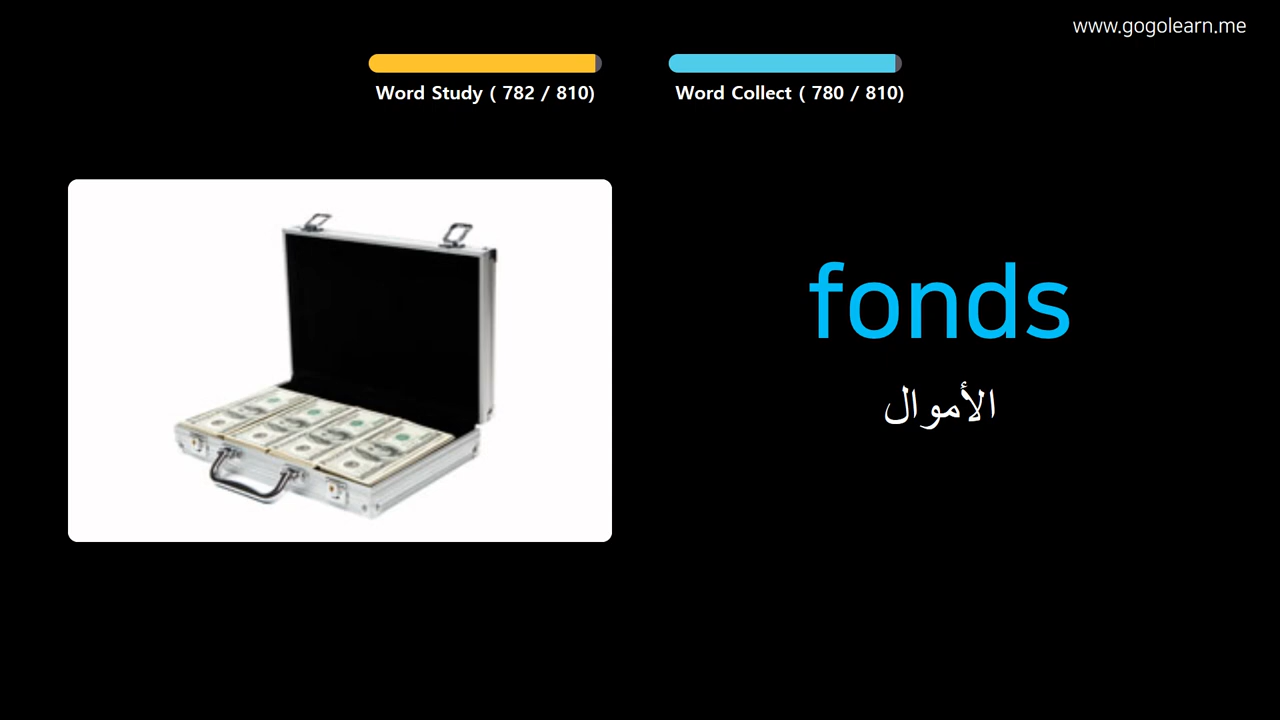 www.gogolearn.me
Word Study ( 782 / 810)
Word Collect ( 780 / 810)
fonds
الأموال